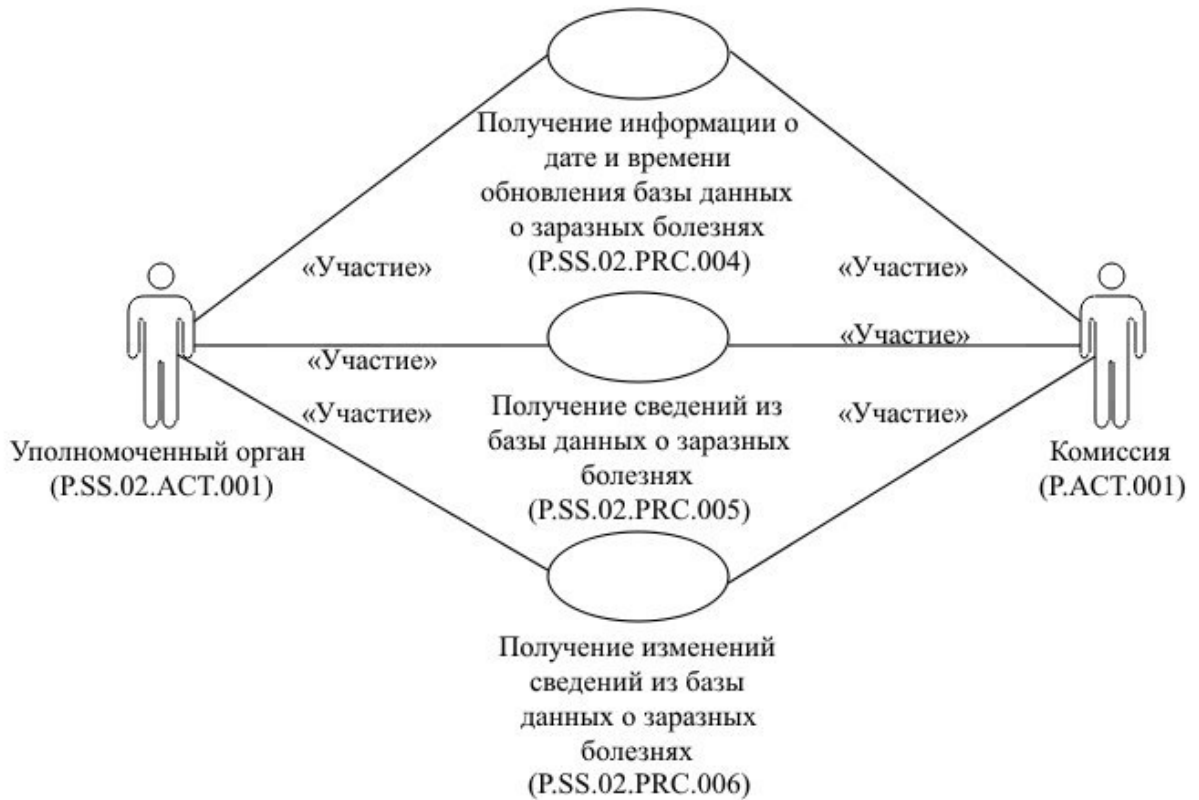 Получение информации о
дате и времени
обновления базы данных
о заразных болезнях
(P.SS.02.PRC.004)
«Участие»
«Участие»
«Участие»
«Участие»
«Участие»
«Участие»
Уполномоченный орган
(P.SS.02.ACT.001)
Получение сведений из
базы данных о заразных
болезнях
(P.SS.02.PRC.005)
Комиссия
(P.ACT.001)
Получение изменений
сведений из базы
данных о заразных
болезнях
(P.SS.02.PRC.006)